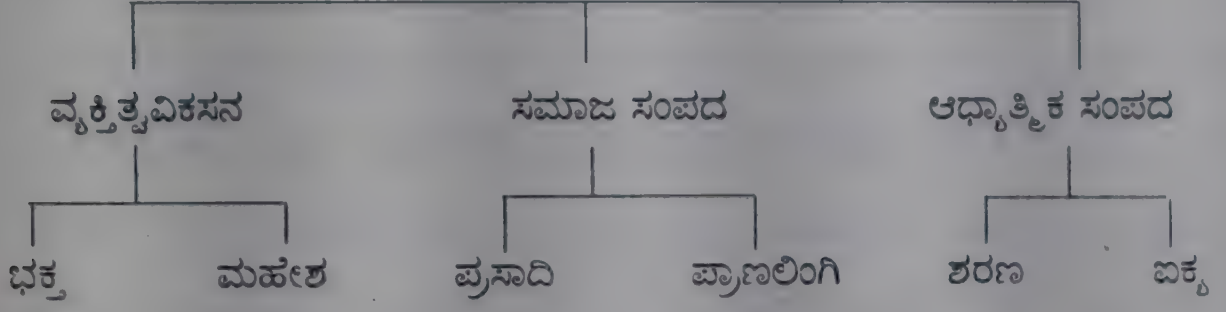 ವ್ಯಕ್ತಿತ್ವವಿಕಸನ ಸಮಾಜ ಸಂಪದ ಆಧ್ಯಾತ್ಮಿಕ ಸಂಪದ
ಭಕ್ತ ಮಹೇಶ ಪ್ರಸಾದಿ ಪ್ರಾಣಲಿಂಗಿ ಶರಣ ಐಕ್ಯ